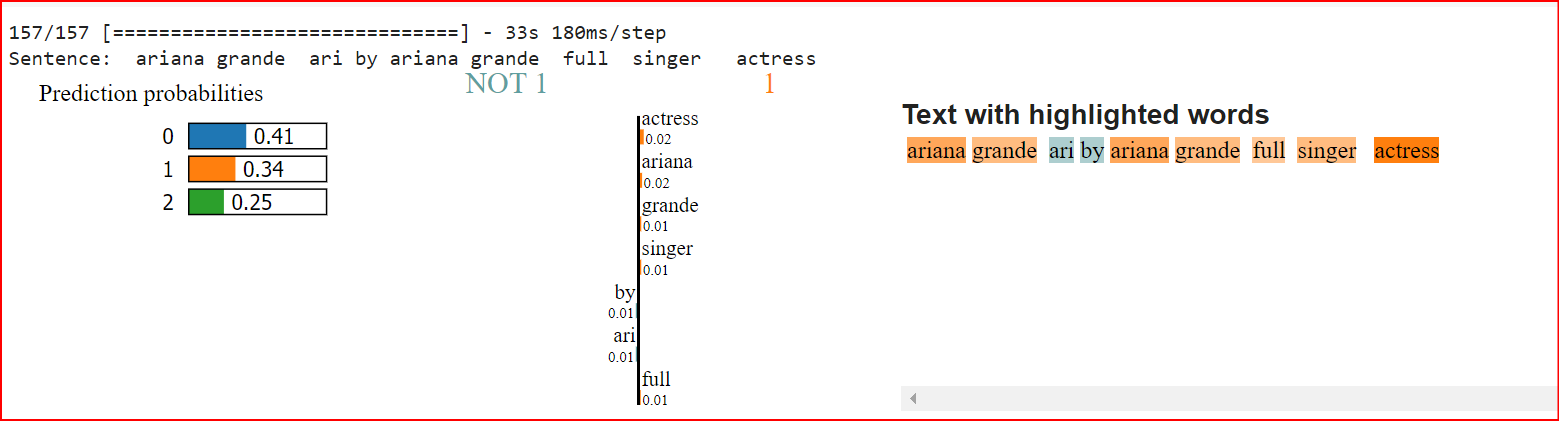 157/157 [==============================] - 33s 180ms/step
Sentence:  ariana grande  ari by ariana grande  full  singer   actress
Prediction probabilities
0 0.41
1 0.34
2 0.25
NOT 1
1
actress
0.02
ariana
0.02
grande
0.01
singer
0.01
by
0.01
ari
0.01
full
0.01
Text with highlighted words
ariana grande  ari by ariana grande  full  singer   actress